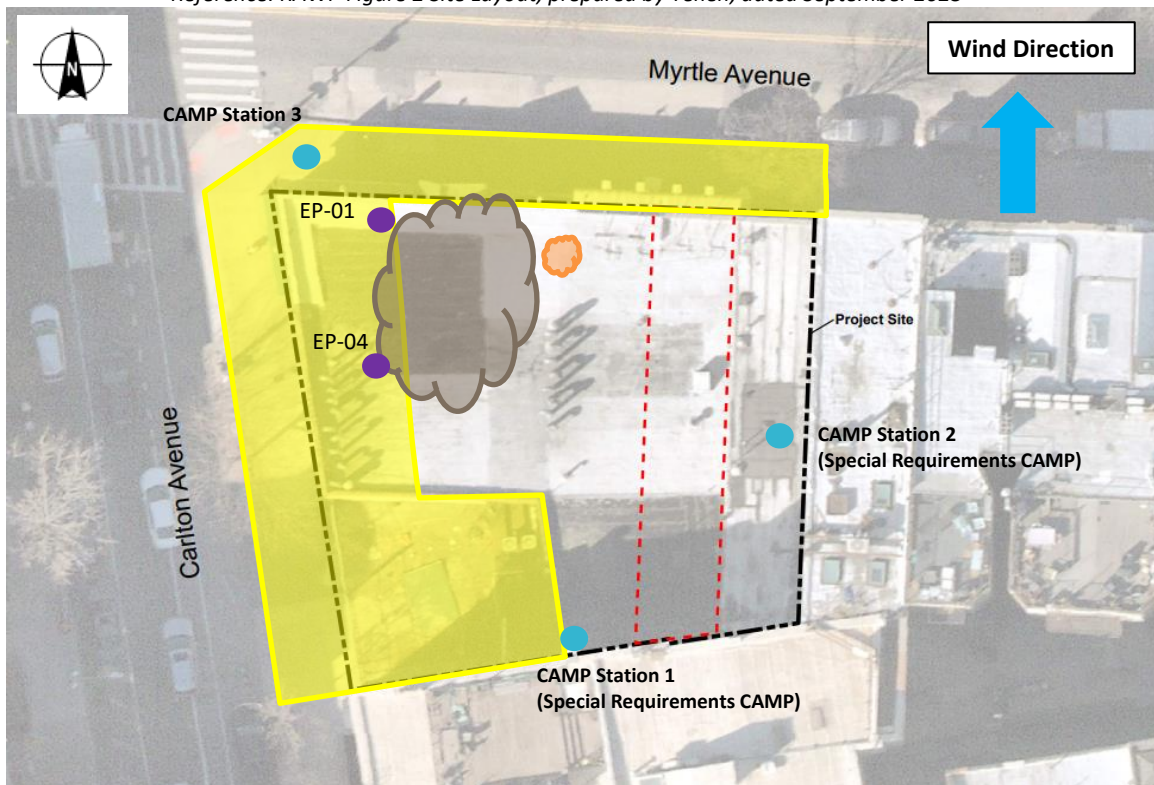 Myrtle Avenue
Wind Direction
N
CAMP Station 3
EP-01
Project Site
EP-04
Carlton Avenue
CAMP Station 2
(Special Requirements CAMP)
CAMP Station 1
(Special Requirements CAMP)